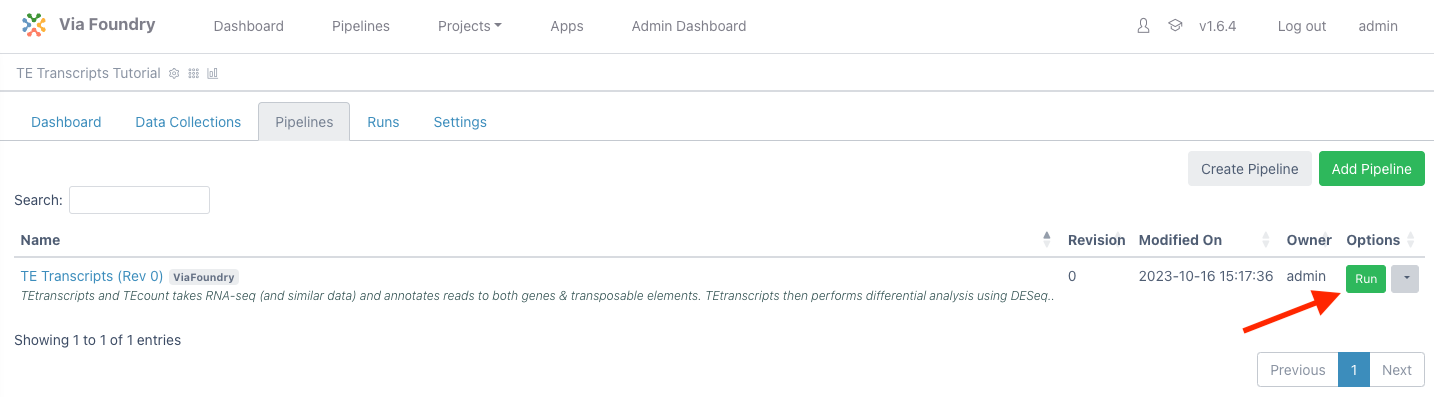 Via Foundry Dashboard Pipelines Projects Apps Admin Dashboard v1.6.4 Log out admin
TE Transcripts Tutorial
Dashboard Data Collections Pipelines Runs Settings
Create Pipeline Add Pipeline
Search:
Name Revision Modified On Owner Options
TE Transcripts (Rev 0) ViaFoundry 0 2023-10-16 15:17:36 admin Run
TEtranscripts and TEcount takes RNA-seq (and similar data) and annotates reads to both genes & transposable elements. TEtranscripts then performs differential analysis using DESeq..
Showing 1 to 1 of 1 entries
Previous 1 Next